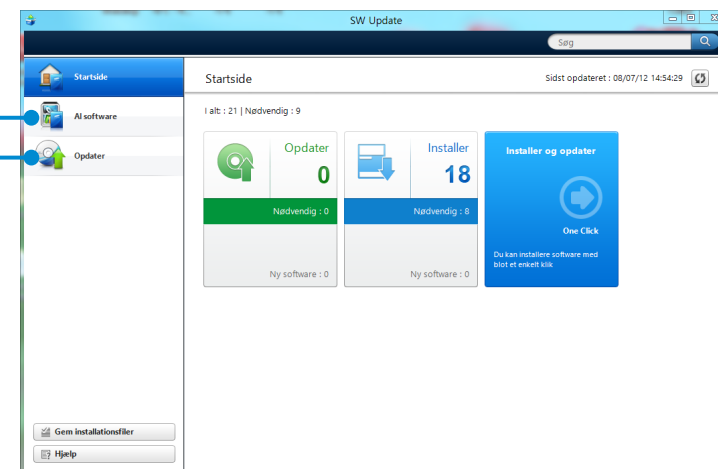 SW Update
Søg
Startside
Al software
Opdater
Gem installationsfiler
Hjælp
Startside
Sidst opdateret : 08/07/12 14:54:29
I alt: : 21 | Nødvendig : 9
Opdater
0
Nødvendig : 0
Ny software : 0
Installer
18
Nødvendig : 8
Ny software : 0
Installer og opdater
One Click
Du kan installere software med
blot et enkelt klik